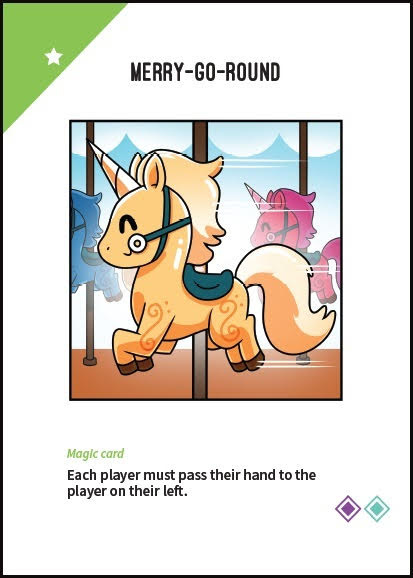 MERRY-GO-ROUND
Magic card
Each player must pass their hand to the
player on their left.